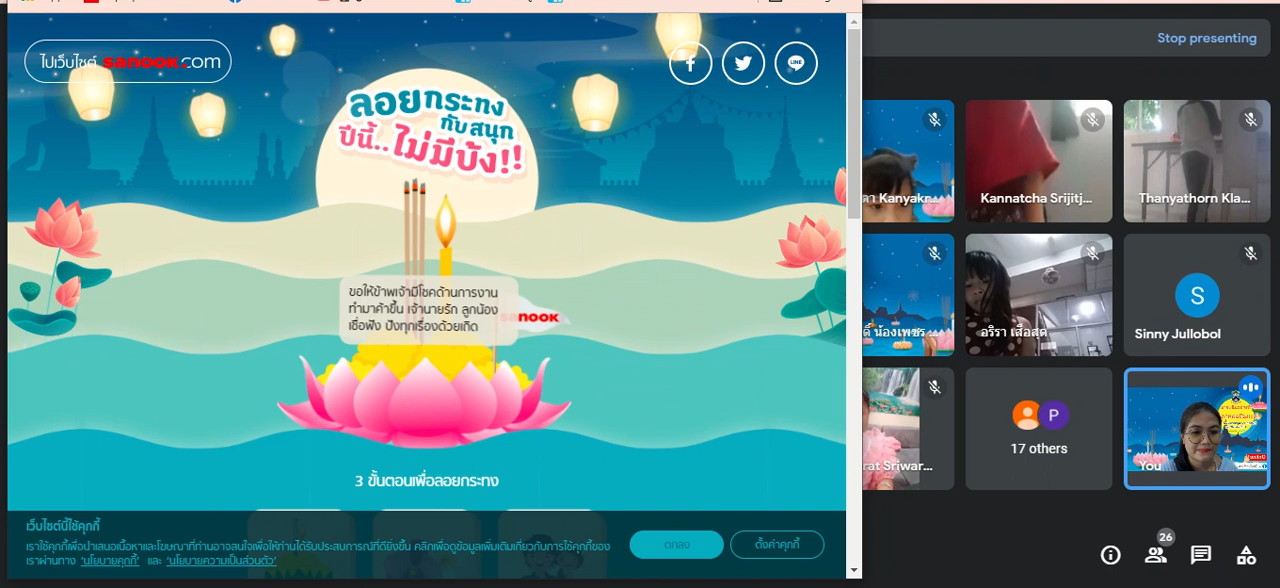 ไปเว็บไซต์ sanook.com
ลอยกระทง
กับสนุก
ปีนี้..ไม่มีบ้ง!!
ขอให้ข้าพเจ้ามีโชคด้านการงาน
ทำมาค้าขึ้น เจ้านายรัก ลูกน้อง
เชื่อฟัง ปังทุกเรื่องด้วยเถิด
sanook
3 ขั้นตอนเพื่อลอยกระทง
เว็บไซต์นี้ใช้คุกกี้
เราใช้คุกกี้เพื่อนำเสนอเนื้อหาและโฆษณาที่ท่านอาจสนใจเพื่อให้ท่านได้รับประสบการณ์ที่ดียิ่งขึ้น คลิกเพื่อดูข้อมูลเพิ่มเติมเกี่ยวกับการใช้คุกกี้ของ
เราผ่านทาง 'นโยบายคุกกี้' และ 'นโยบายความเป็นส่วนตัว'
ตกลง
ตั้งค่าคุกกี้
Stop presenting
ดา Kanyakr...
Kannatcha Srijitj...
Thanyathorn Kla...
น้องเพชร ...
อริรา เสือสด
S
Sinny Jullobol
rat Sriwar...
P
17 others
You
26
LINE